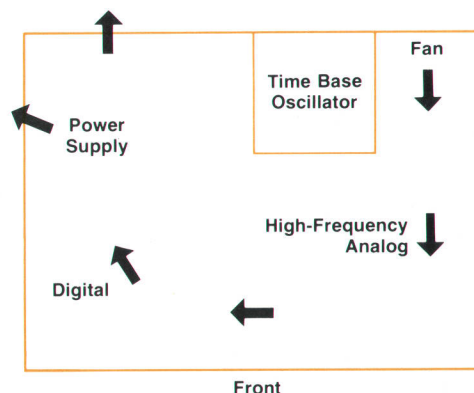 Fan
Time Base
Oscillator
Power
Supply
High-Frequency
Analog
Digital
Front